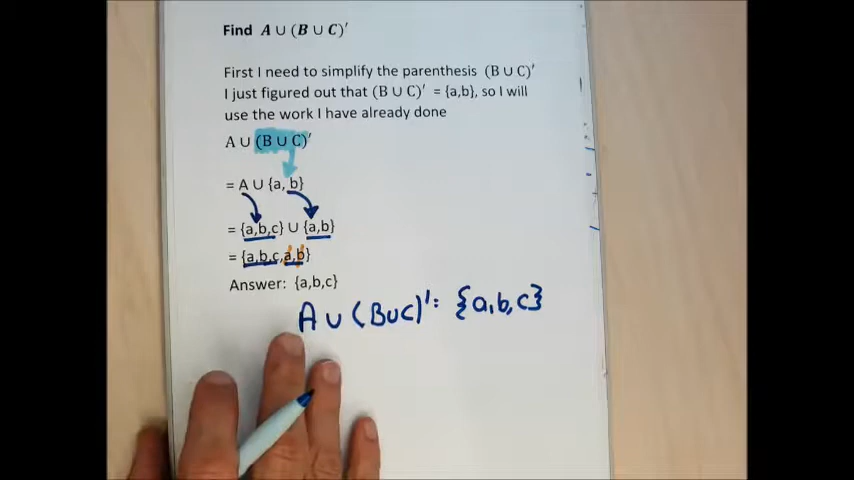 Find A ∪ (B ∪ C)′
First I need to simplify the parenthesis (B ∪ C)′
I just figured out that (B ∪ C)′ = {a,b}, so I will
use the work I have already done
A ∪ (B ∪ C)′
= A ∪ {a, b}
= {a,b,c} ∪ {a,b}
= {a,b,c,a,b}
Answer: {a,b,c}
A ∪ (B∪C)′: {a,b,c}